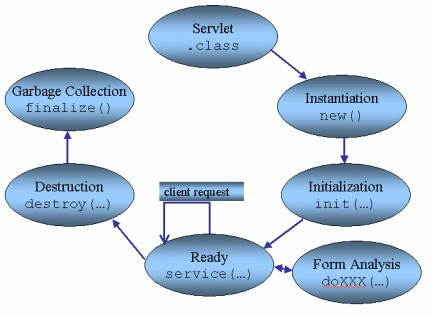 Servlet
.class
Garbage Collection
finalize()
Instantiation
new()
Destruction
destroy(…)
client request
Initialization
init(…)
Ready
service(…)
Form Analysis
doXXX(…)